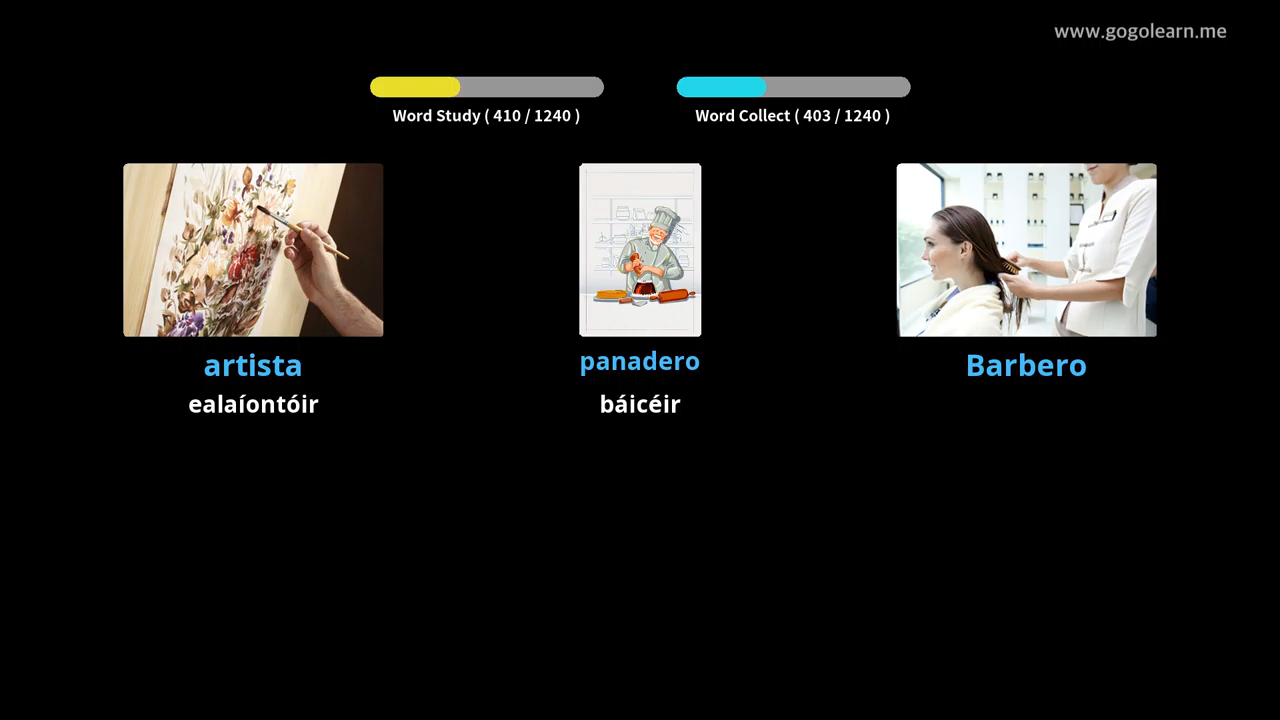 www.gogolearn.me
Word Study ( 410 / 1240 )
Word Collect ( 403 / 1240 )
artista
panadero
Barbero
ealaíontóir
báicéir